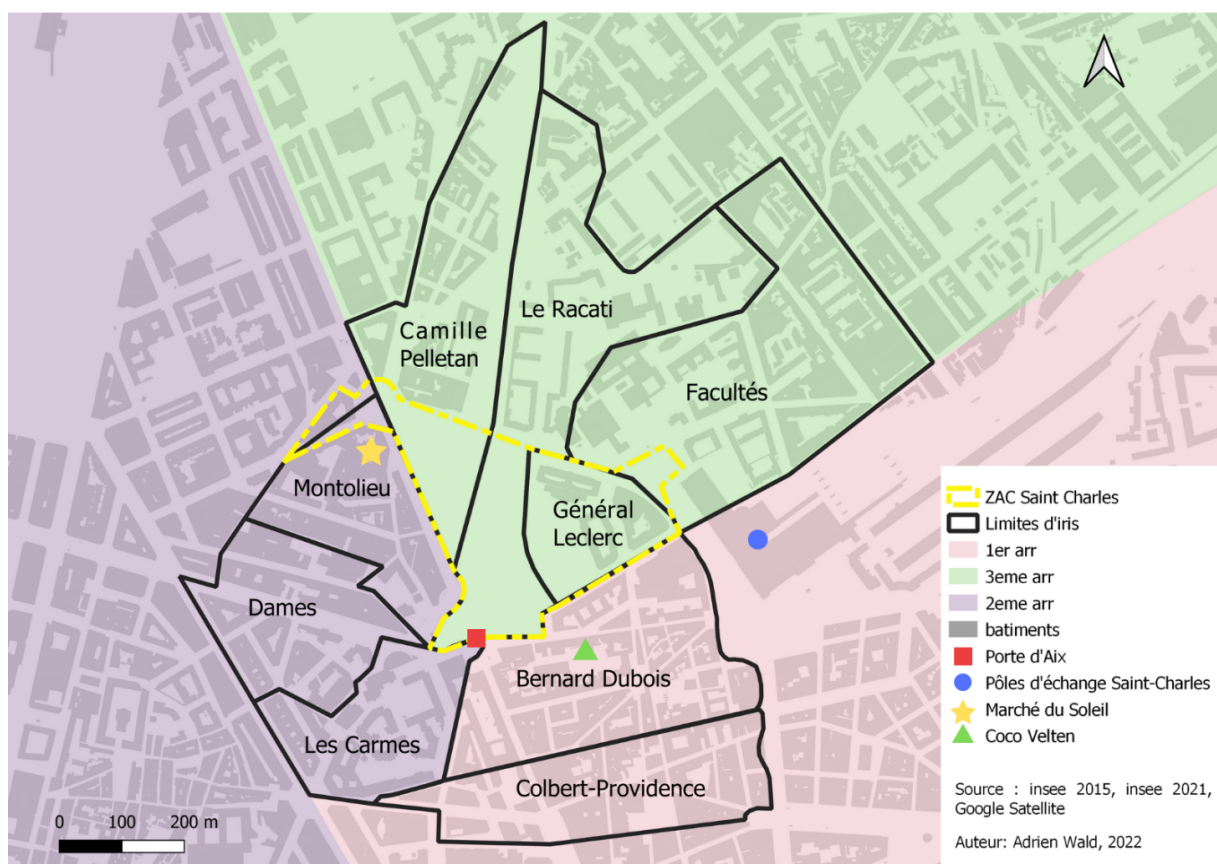 Le Racati
Camille
Pelletan
Facultés
Montolieu
Général
Leclerc
Dames
Bernard Dubois
Les Carmes
Colbert-Providence
0 100 200 m
ZAC Saint Charles
Limites d'iris
1er arr
3eme arr
2eme arr
batiments
Porte d'Aix
Pôles d'échange Saint-Charles
Marché du Soleil
Coco Velten
Source : insee 2015, insee 2021,
Google Satellite
Auteur: Adrien Wald, 2022